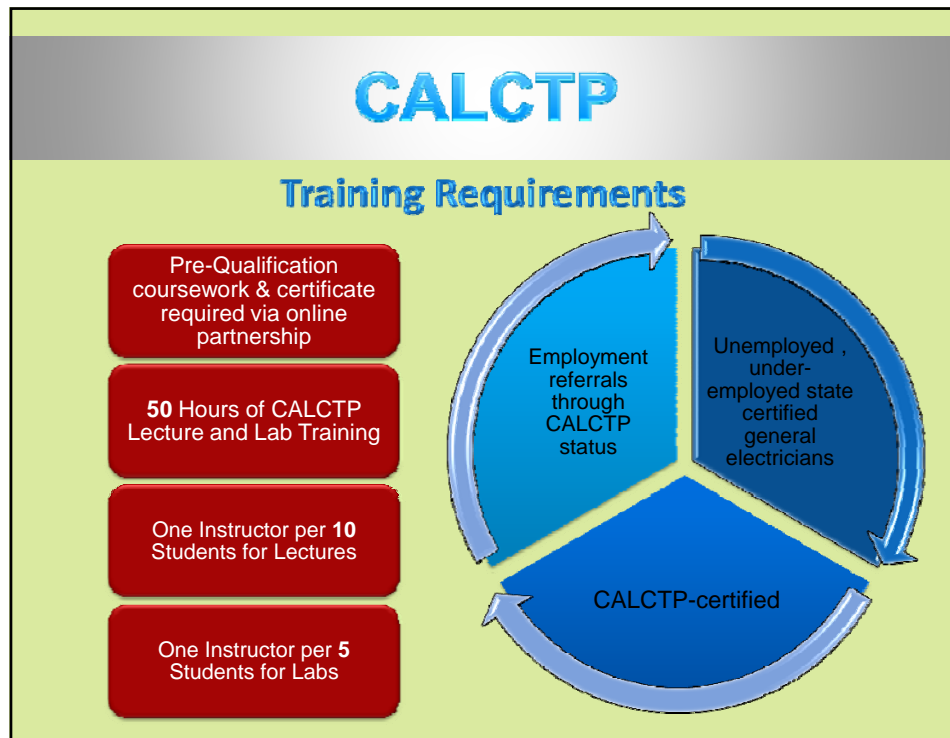 CALCTP
Training Requirements
Pre-Qualification
coursework & certificate
required via online
partnership
50 Hours of CALCTP
Lecture and Lab Training
One Instructor per 10
Students for Lectures
One Instructor per 5
Students for Labs
Employment
referrals
through
CALCTP
status
Unemployed ,
under-
employed state
certified
general
electricians
CALCTP-certified